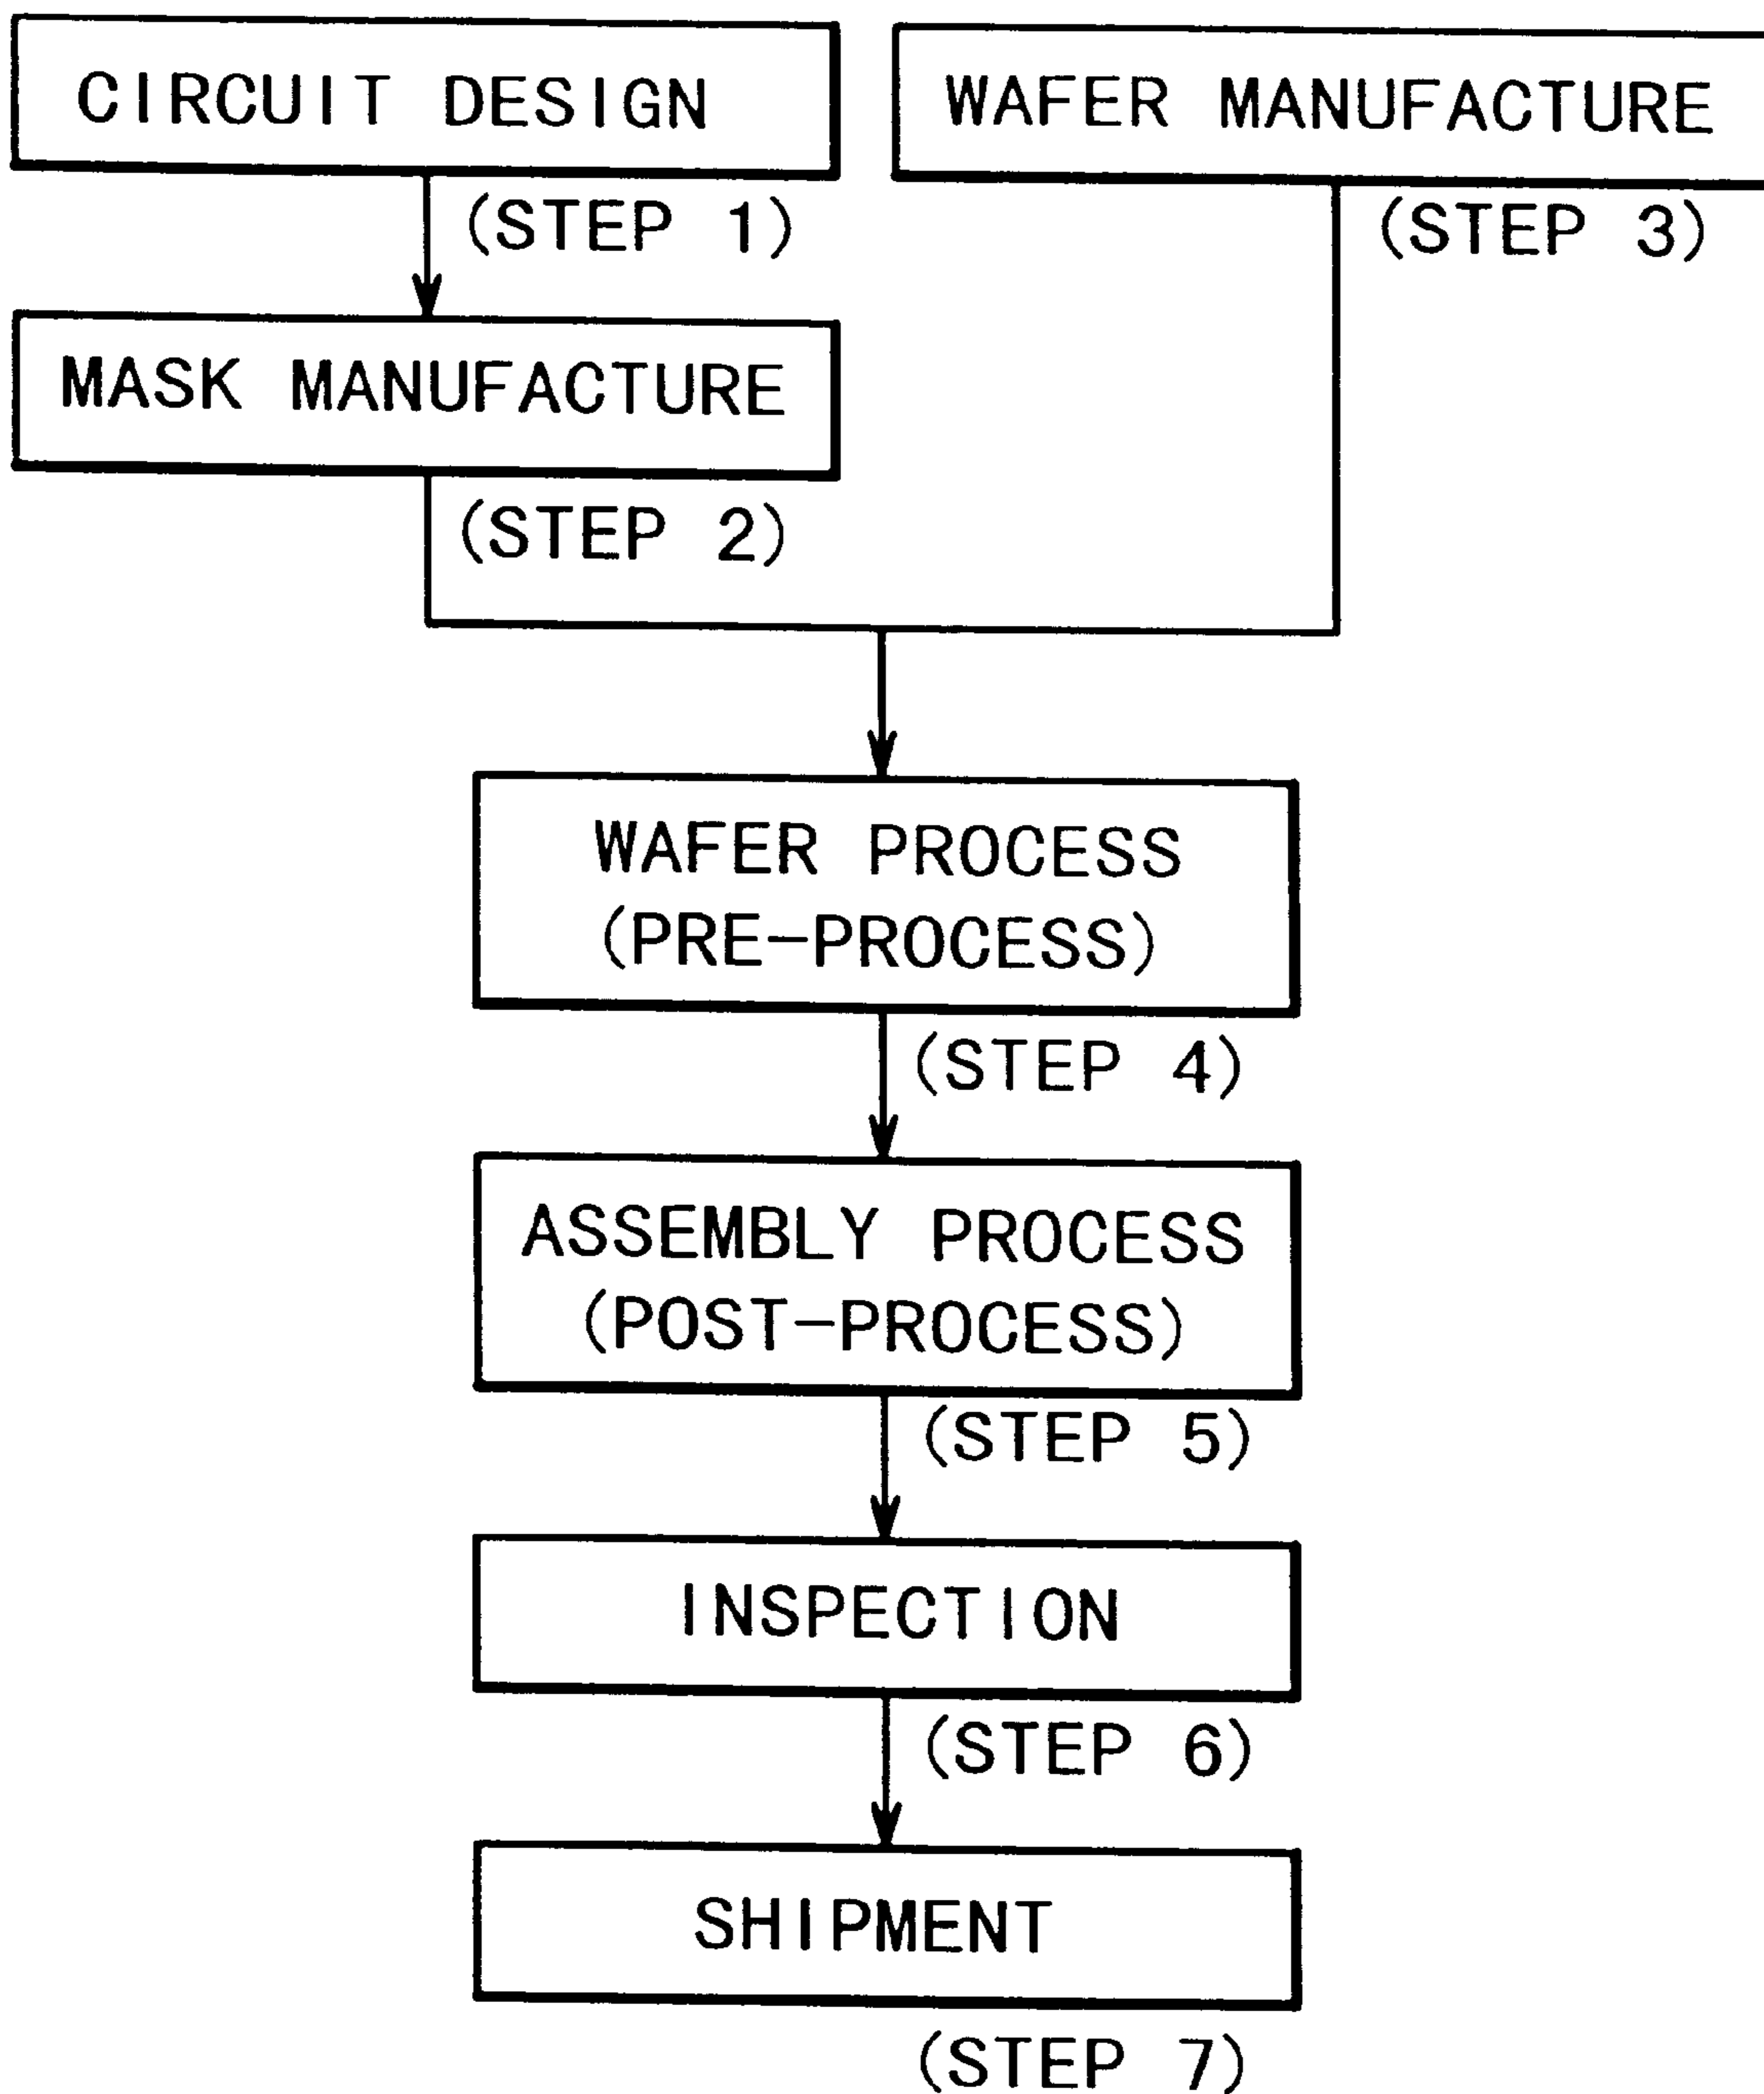 CIRCUIT DESIGN
WAFER MANUFACTURE
(STEP 1)
(STEP 3)
MASK MANUFACTURE
(STEP 2)
WAFER PROCESS
(PRE-PROCESS)
(STEP 4)
ASSEMBLY PROCESS
(POST-PROCESS)
(STEP 5)
INSPECTION
(STEP 6)
SHIPMENT
(STEP 7)